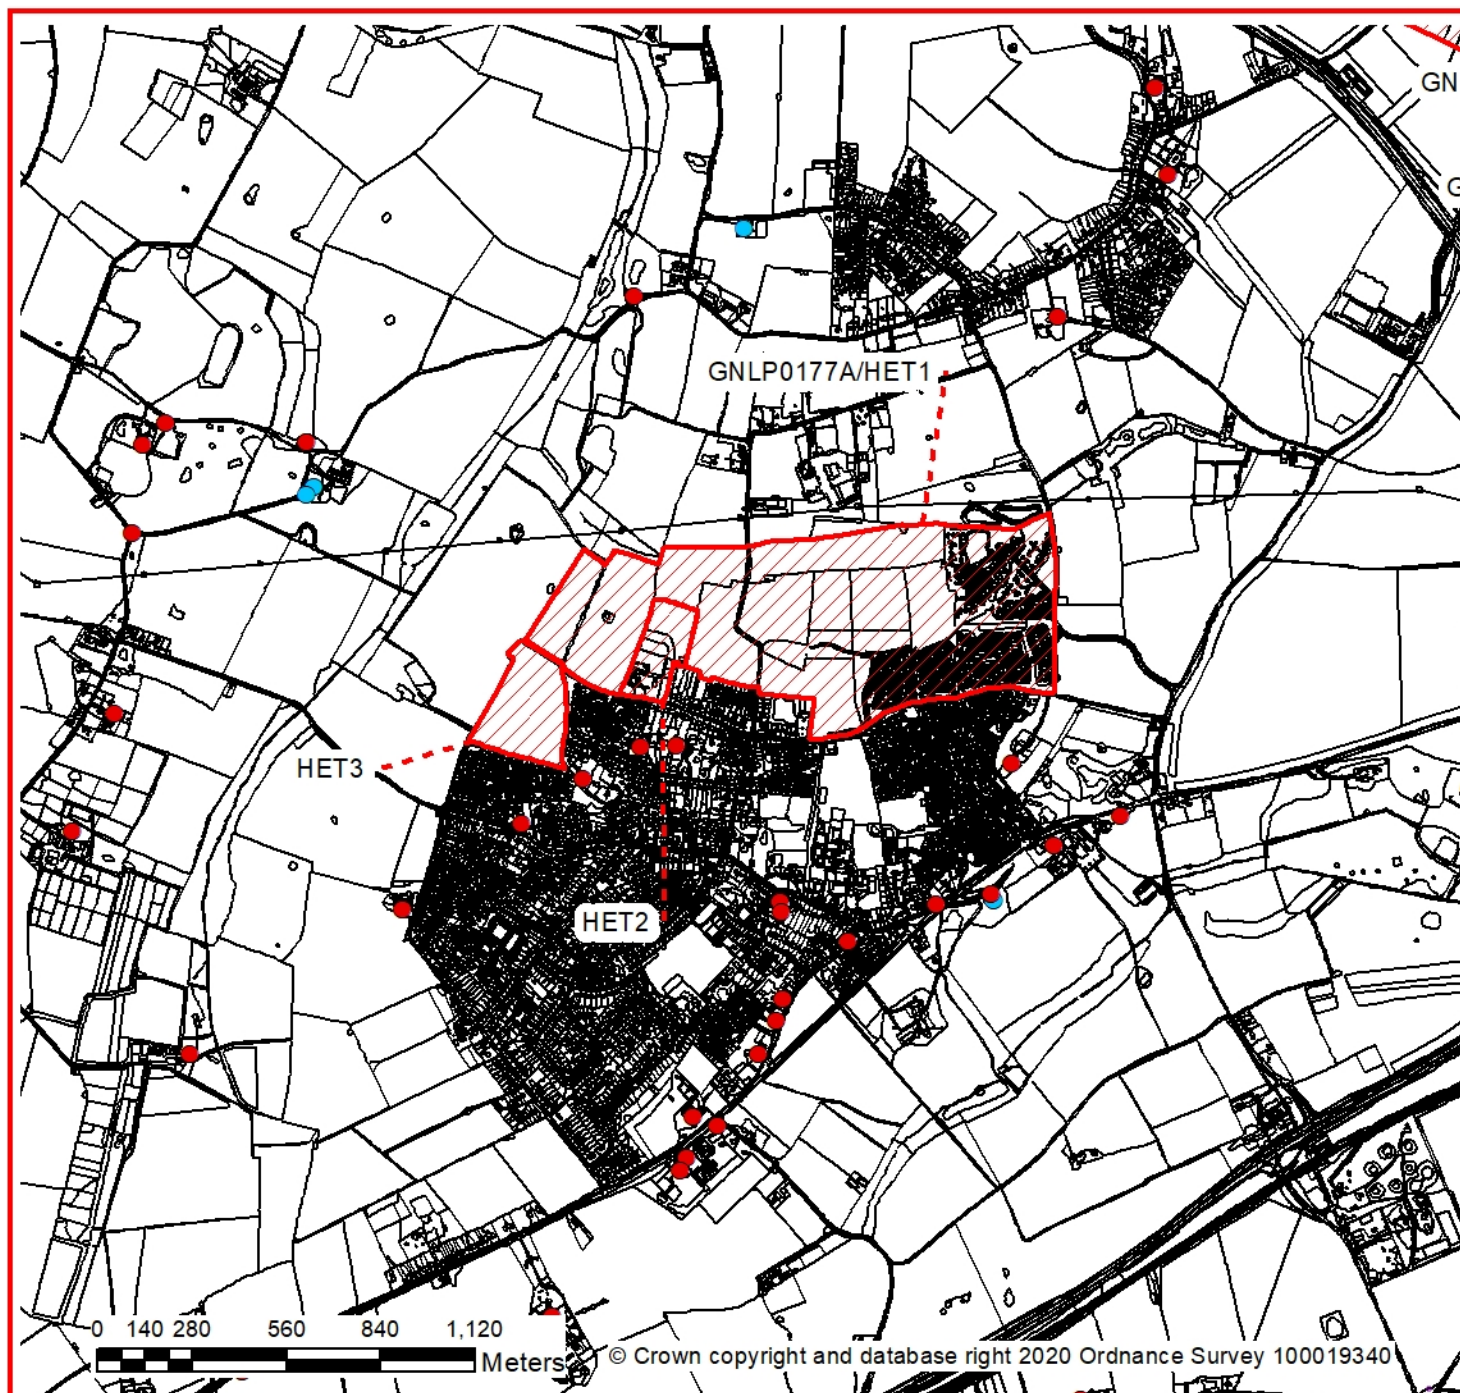 GN
G
GNLP0177A/HET1
HET3
HET2
0 140 280 560 840 1,120
Meters
© Crown copyright and database right 2020 Ordnance Survey 100019340